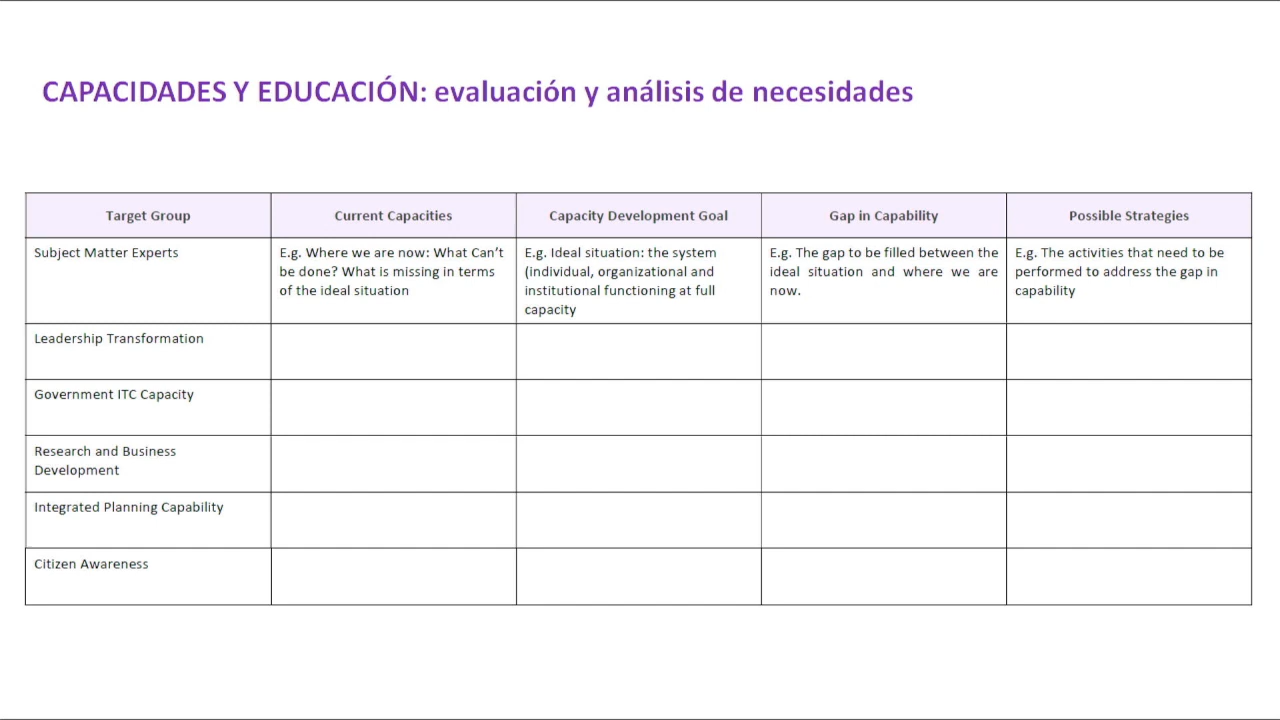 CAPACIDADES Y EDUCACIÓN: evaluación y análisis de necesidades
Target Group
Current Capacities
Capacity Development Goal
Gap in Capability
Possible Strategies
Subject Matter Experts
E.g. Where we are now: What Can't
be done? What is missing in terms
of the ideal situation
E.g. Ideal situation: the system
(individual, organizational and
institutional functioning at full
capacity
E.g. The gap to be filled between the
ideal situation and where we are
now.
E.g. The activities that need to be
performed to address the gap in
capability
Leadership Transformation
Government ITC Capacity
Research and Business
Development
Integrated Planning Capability
Citizen Awareness